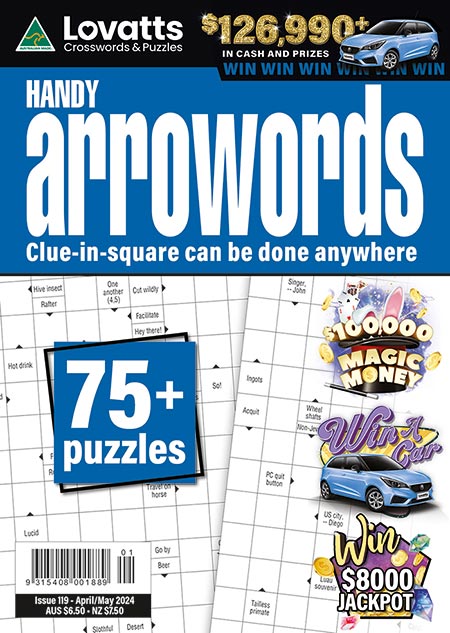 AUSTRALIAN MADE
Lovatts
Crosswords & Puzzles
$126,990+
IN CASH AND PRIZES
WIN WIN WIN WIN WIN WIN
HANDY
arrowords
Clue-in-square can be done anywhere
Hive insect
Rafter
One
another
(4,5)
Cut wildly
Facilitate
Hey there!
Hot drink
So!
Travel on
horse
Lucid
Go by
Beer
Slothful
Desert
75+
puzzles
Singer,
-- John
Ingots
Acquit
Wheel
shafts
PC quit
button
US city,
-- Diego
Luau
souvenir
Tailless
primate
$100,000
MAGIC
MONEY
Win A
Car
Win
$8000
JACKPOT
01
9 315408 001889
Issue 119 - April/May 2024
AUS $6.50 - NZ $7.50